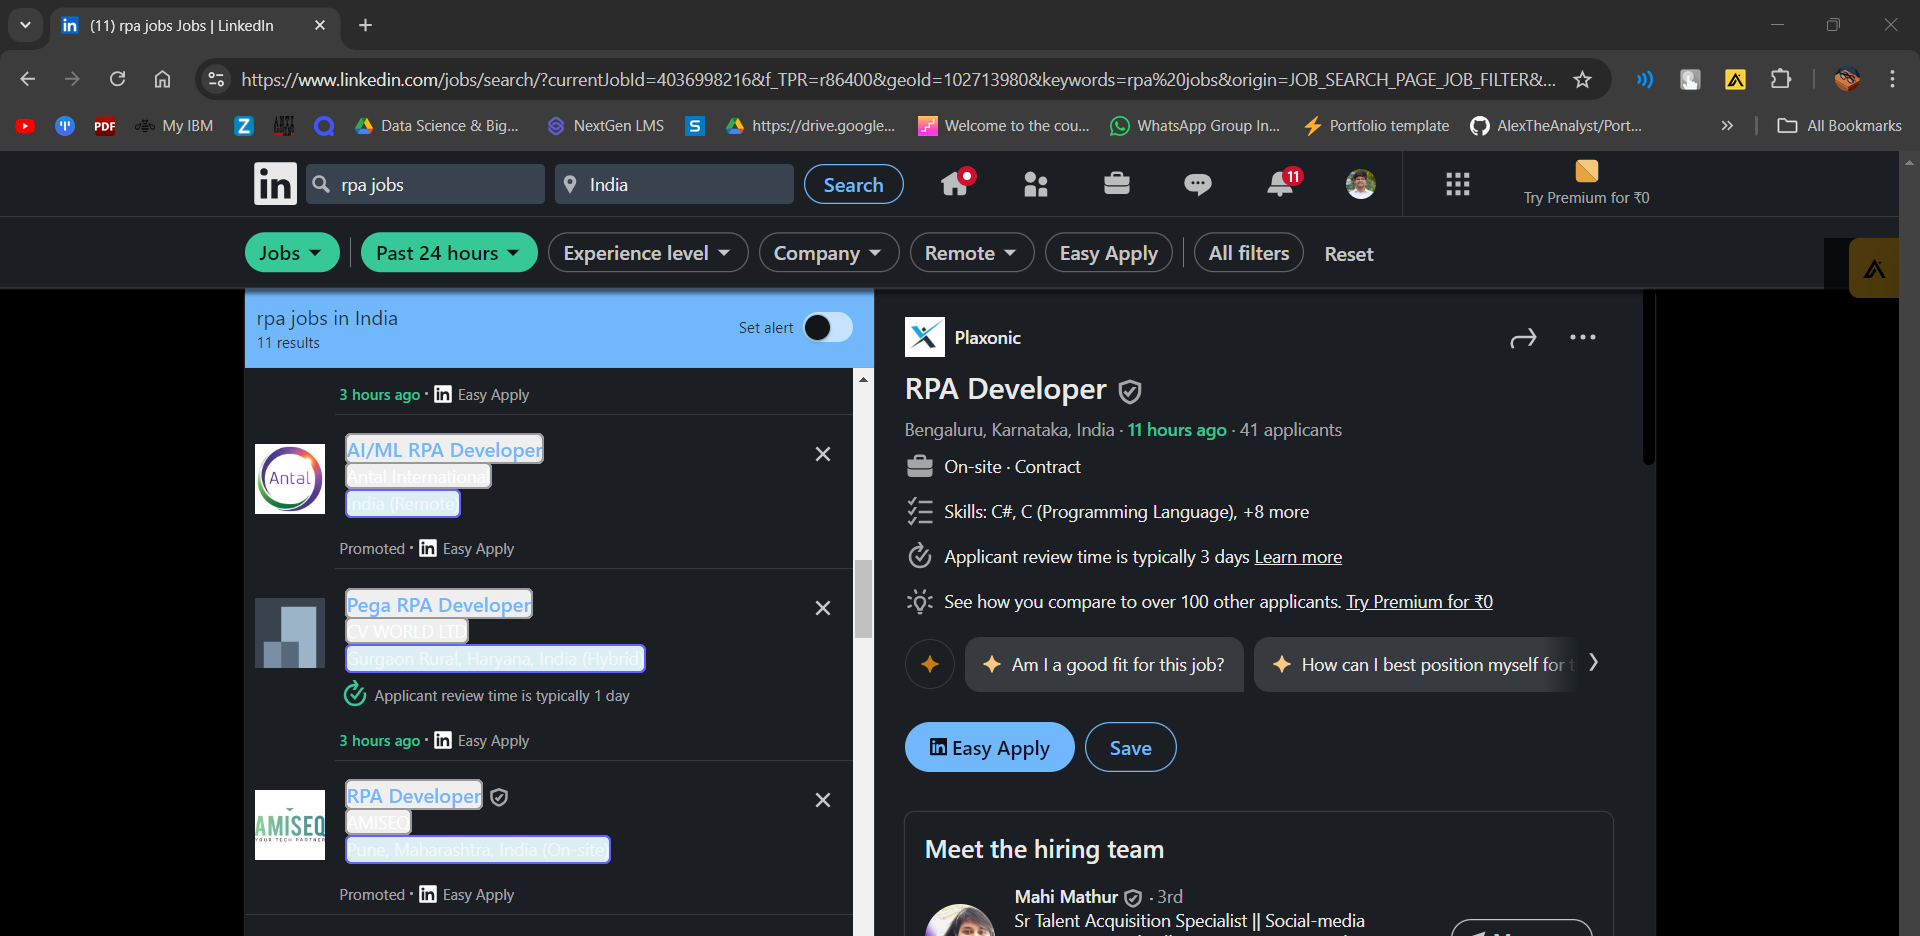 (11) rpa jobs Jobs | LinkedIn
https://www.linkedin.com/jobs/search/?currentJobId=4036998216&f_TPR=r86400&geoId=102713980&keywords=rpa%20jobs&origin=JOB_SEARCH_PAGE_JOB_FILTER&...
PDF
My IBM
Data Science & Big...
NextGen LMS
https://drive.google...
Welcome to the cou...
WhatsApp Group In...
Portfolio template
AlexTheAnalyst/Port...
All Bookmarks
in
rpa jobs
India
Search
11
Try Premium for ₹0
Jobs
Past 24 hours
Experience level
Company
Remote
Easy Apply
All filters
Reset
rpa jobs in India
11 results
Set alert
3 hours ago · in Easy Apply
Antal
AI/ML RPA Developer
Antal International
India (Remote)
Promoted · in Easy Apply
Pega RPA Developer
CV WORLD LTD
Gurgaon Rural, Haryana, India (Hybrid)
Applicant review time is typically 1 day
3 hours ago · in Easy Apply
AMISEQ
YOUR TECH PARTNER
RPA Developer
AMISEQ
Pune, Maharashtra, India (On-site)
Promoted · in Easy Apply
Plaxonic
RPA Developer
Bengaluru, Karnataka, India · 11 hours ago · 41 applicants
On-site · Contract
Skills: C#, C (Programming Language), +8 more
Applicant review time is typically 3 days Learn more
See how you compare to over 100 other applicants. Try Premium for ₹0
Am I a good fit for this job?
How can I best position myself for
in Easy Apply
Save
Meet the hiring team
Mahi Mathur · 3rd
Sr Talent Acquisition Specialist || Social-media